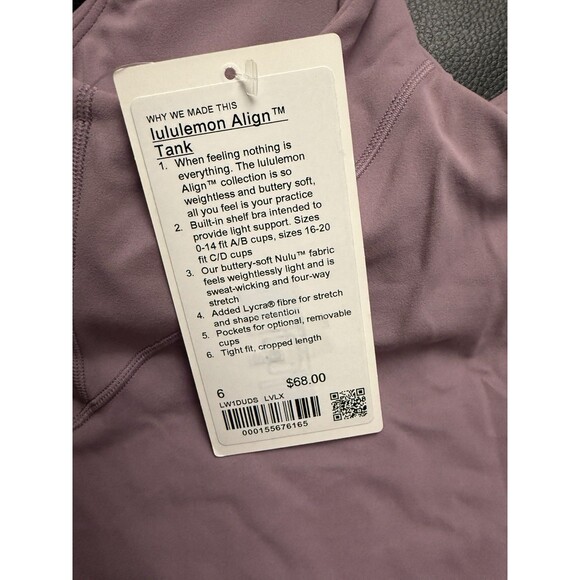 WHY WE MADE THIS
lululemon Align™
Tank
1. When feeling nothing is
everything. The lululemon
Align™ collection is so
weightless and buttery soft,
all you feel is your practice
2. Built-in shelf bra intended to
provide light support. Sizes
0-14 fit A/B cups, sizes 16-20
fit C/D cups
3. Our buttery-soft Nulu™ fabric
feels weightlessly light and is
sweat-wicking and four-way
stretch
4. Added Lycra® fibre for stretch
and shape retention
5. Pockets for optional, removable
cups
6. Tight fit, cropped length
6 $68.00
LW1DUDS LVLX
000155676165